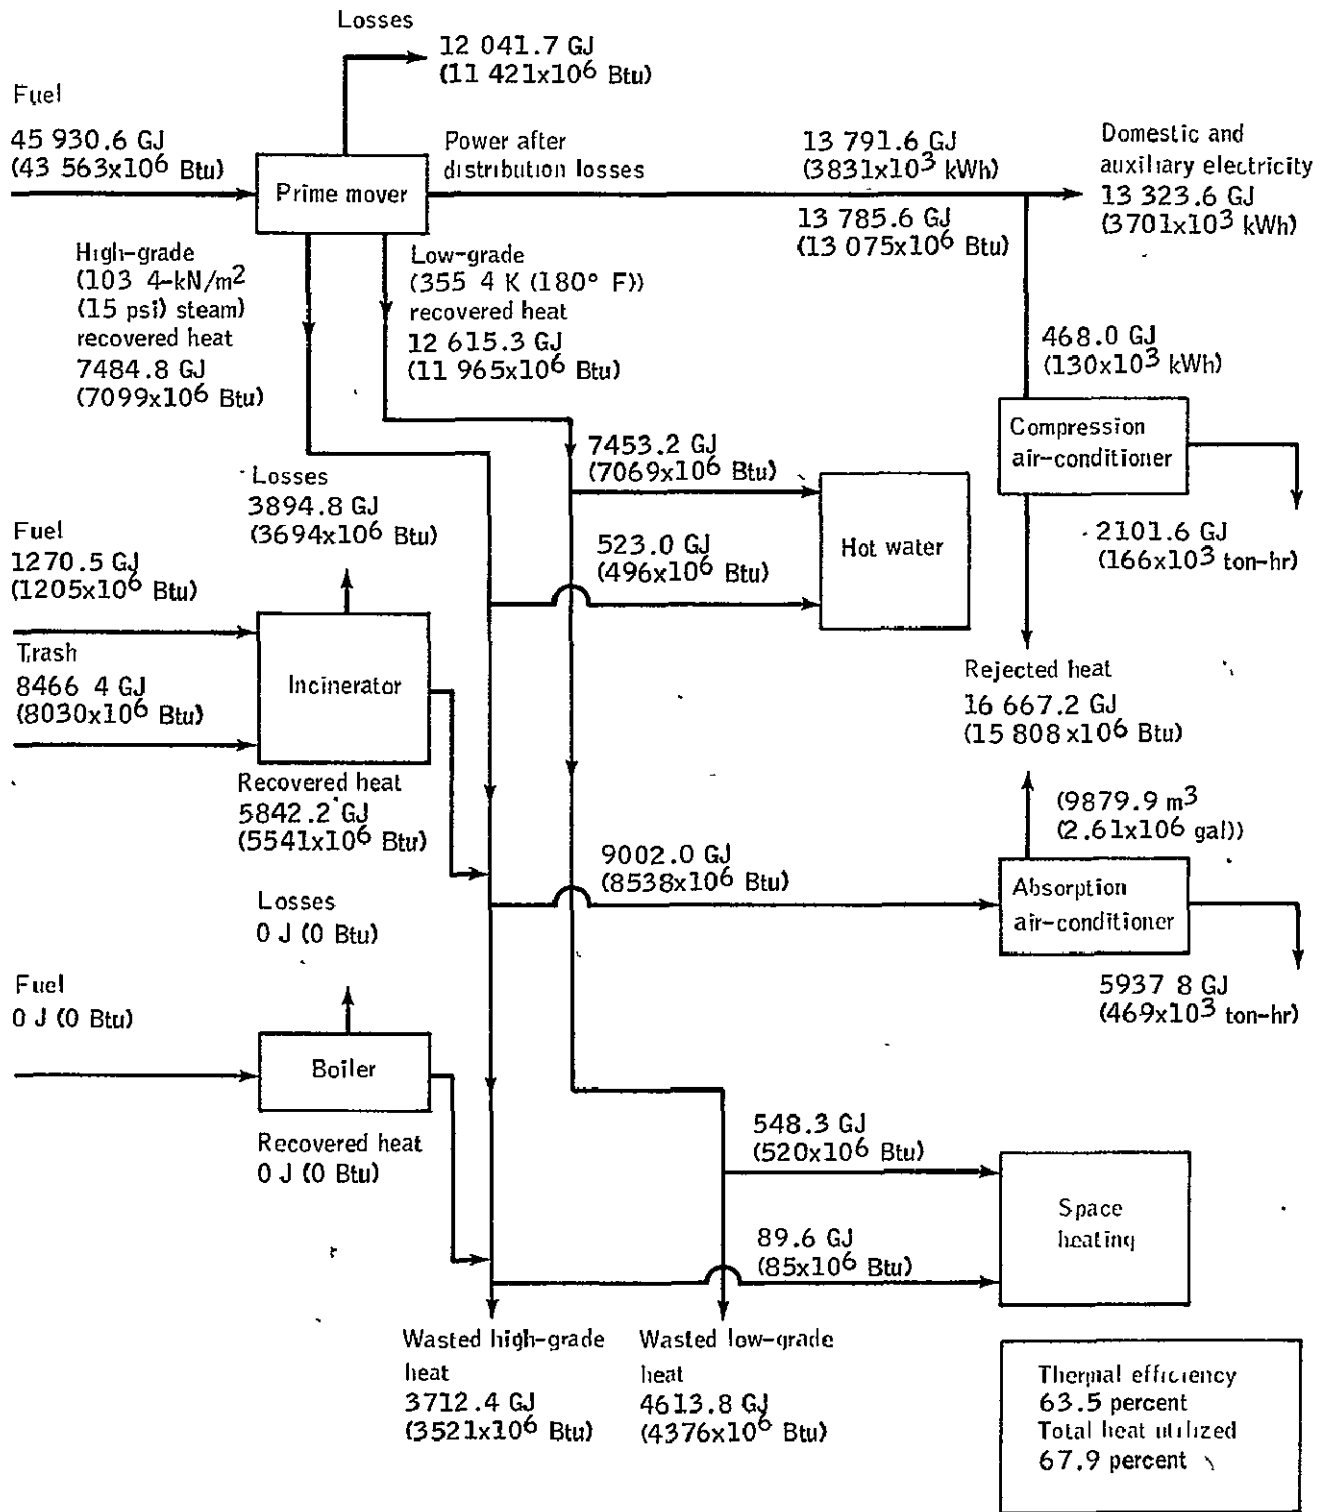 Losses
12 041.7 GJ
(11 421x10⁶ Btu)
Fuel
45 930.6 GJ
(43 563x10⁶ Btu)
Prime mover
Power after
distribution losses
13 791.6 GJ
(3831x10³ kWh)
13 785.6 GJ
(13 075x10⁶ Btu)
Domestic and
auxiliary electricity
13 323.6 GJ
(3701x10³ kWh)
High-grade
(103 4-kN/m²
(15 psi) steam)
recovered heat
7484.8 GJ
(7099x10⁶ Btu)
Low-grade
(355 4 K (180° F))
recovered heat
12 615.3 GJ
(11 965x10⁶ Btu)
468.0 GJ
(130x10³ kWh)
Compression
air-conditioner
2101.6 GJ
(166x10³ ton-hr)
7453.2 GJ
(7069x10⁶ Btu)
523.0 GJ
(496x10⁶ Btu)
Hot water
Losses
3894.8 GJ
(3694x10⁶ Btu)
Fuel
1270.5 GJ
(1205x10⁶ Btu)
Trash
8466 4 GJ
(8030x10⁶ Btu)
Incinerator
Recovered heat
5842.2 GJ
(5541x10⁶ Btu)
Rejected heat
16 667.2 GJ
(15 808x10⁶ Btu)
(9879.9 m³
(2.61x10⁶ gal))
9002.0 GJ
(8538x10⁶ Btu)
Absorption
air-conditioner
5937 8 GJ
(469x10³ ton-hr)
Losses
0 J (0 Btu)
Fuel
0 J (0 Btu)
Boiler
Recovered heat
0 J (0 Btu)
548.3 GJ
(520x10⁶ Btu)
89.6 GJ
(85x10⁶ Btu)
Space
heating
Wasted high-grade
heat
3712.4 GJ
(3521x10⁶ Btu)
Wasted low-grade
heat
4613.8 GJ
(4376x10⁶ Btu)
Thermal efficiency
63.5 percent
Total heat utilized
67.9 percent